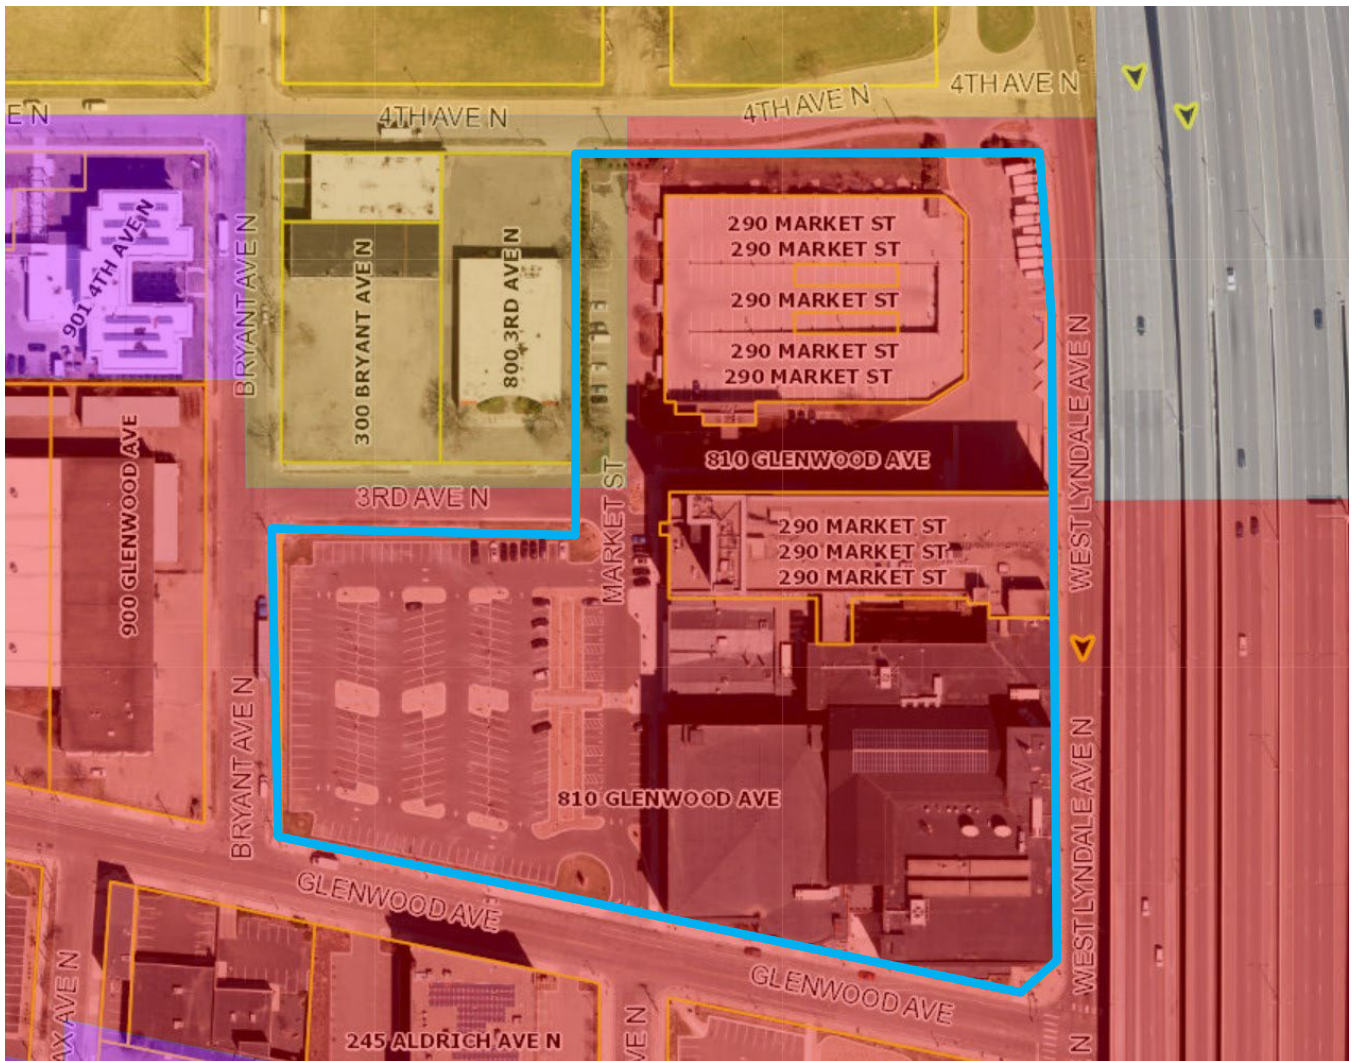 4TH AVE N
E N
4TH AVE N
4TH AVE N
901 4TH AVE N
BRYANT AVE N
300 BRYANT AVE N
800 3RD AVE N
290 MARKET ST
290 MARKET ST
290 MARKET ST
290 MARKET ST
290 MARKET ST
WEST LYNDALE AVE N
900 GLENWOOD AVE
810 GLENWOOD AVE
3RD AVE N
MARKET ST
290 MARKET ST
290 MARKET ST
290 MARKET ST
BRYANT AVE N
810 GLENWOOD AVE
WEST LYNDALE AVE N
GLENWOOD AVE
GLENWOOD AVE
AX AVE N
245 ALDRICH AVE N
VE N
N